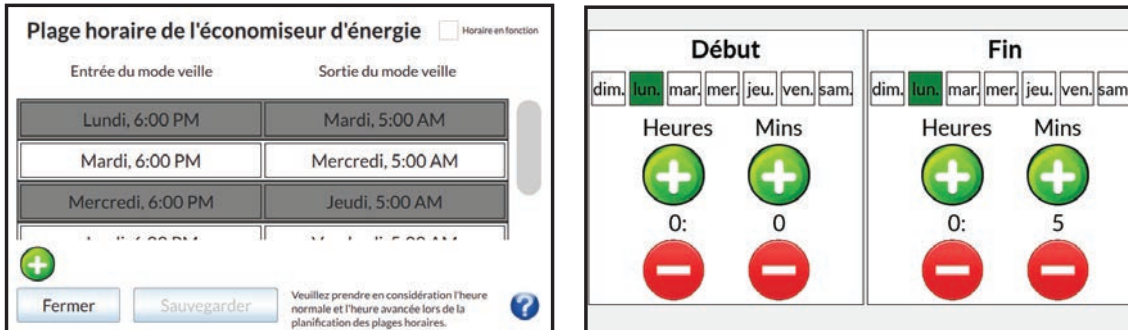 Plage horaire de l'économiseur d'énergie Horaire en fonction
Entrée du mode veille Sortie du mode veille
Lundi, 6:00 PM Mardi, 5:00 AM
Mardi, 6:00 PM Mercredi, 5:00 AM
Mercredi, 6:00 PM Jeudi, 5:00 AM
Fermer Sauvegarder
Veuillez prendre en considération l'heure
normale et l'heure avancée lors de la
planification des plages horaires.
?
Début
dim. lun. mar. mer. jeu. ven. sam.
Heures Mins
0: 0
Fin
dim. lun. mar. mer. jeu. ven. sam
Heures Mins
0: 5